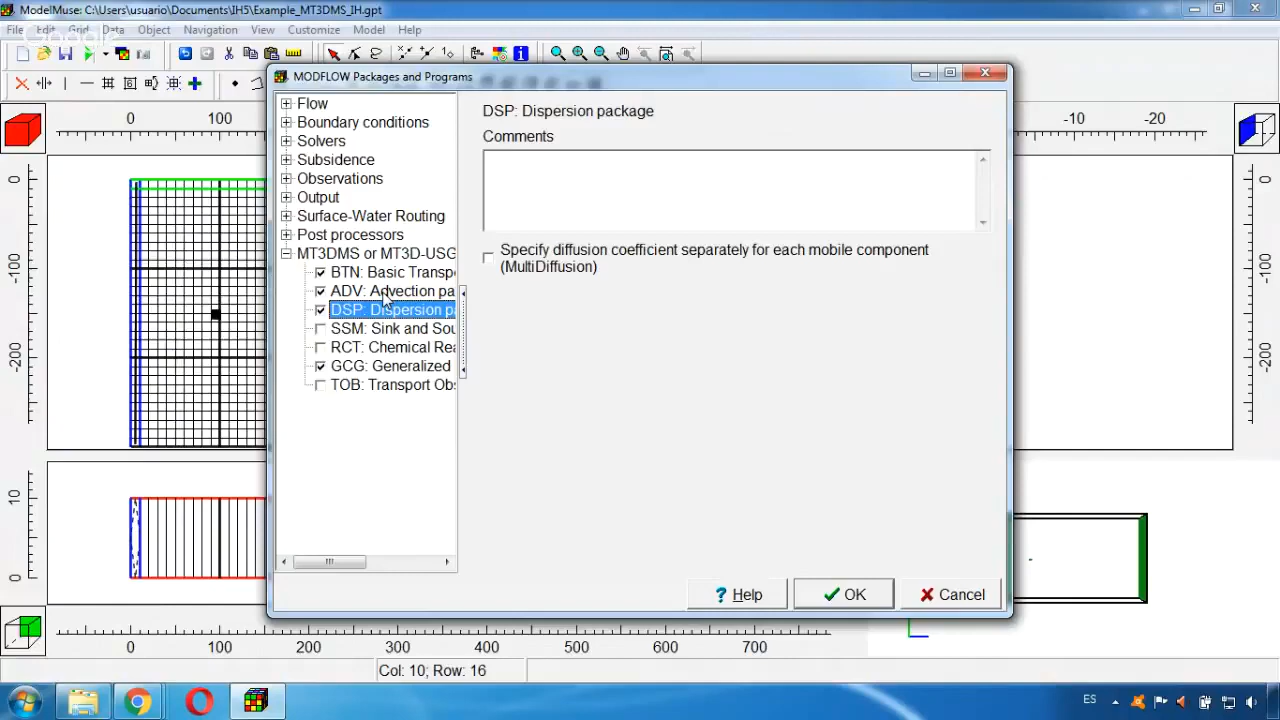 ModelMuse: C:\Users\usuario\Documents\IH5\Example_MT3DMS_IH.gpt
File Edit Grid Data Object Navigation View Customize Model Help
MODFLOW Packages and Programs
Flow
Boundary conditions
Solvers
Subsidence
Observations
Output
Surface-Water Routing
Post processors
MT3DMS or MT3D-USG
BTN: Basic Transp
ADV: Advection pa
DSP: Dispersion p
SSM: Sink and Sou
RCT: Chemical Rea
GCG: Generalized
TOB: Transport Obs
DSP: Dispersion package
Comments
Specify diffusion coefficient separately for each mobile component
(MultiDiffusion)
? Help
OK
Cancel
0 100
-10 -20
0
-100
-200
0
-100
-200
10
0
10
0
0 100 200 300 400 500 600 700
Col: 10; Row: 16
ES